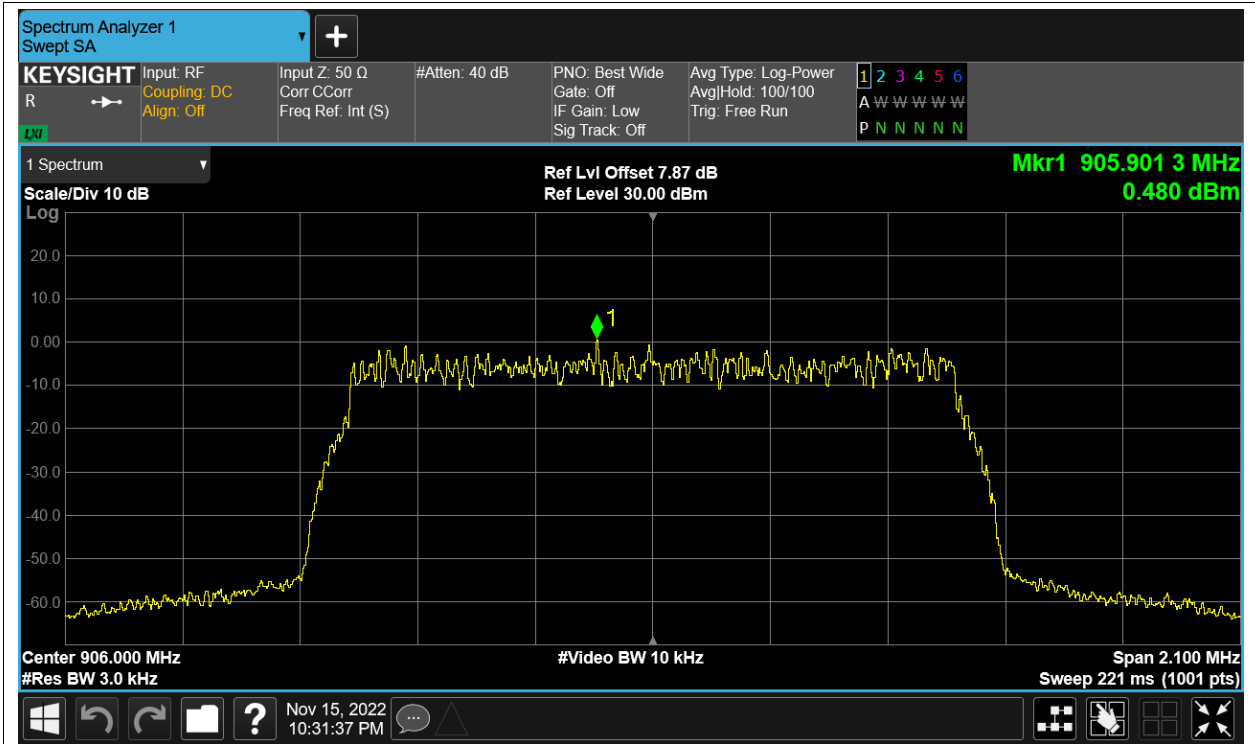 Spectrum Analyzer 1
Swept SA
KEYSIGHT
R
LXI
Input: RF
Coupling: DC
Align: Off
Input Z: 50 Ω
Corr CCorr
Freq Ref: Int (S)
#Atten: 40 dB
PNO: Best Wide
Gate: Off
IF Gain: Low
Sig Track: Off
Avg Type: Log-Power
Avg|Hold: 100/100
Trig: Free Run
1 2 3 4 5 6
A W W W W W
P N N N N N
1 Spectrum
Scale/Div 10 dB
Log
Ref Lvl Offset 7.87 dB
Ref Level 30.00 dBm
Mkr1 905.901 3 MHz
0.480 dBm
20.0
10.0
1
0.00
-10.0
-20.0
-30.0
-40.0
-50.0
-60.0
Center 906.000 MHz
#Res BW 3.0 kHz
#Video BW 10 kHz
Span 2.100 MHz
Sweep 221 ms (1001 pts)
?
Nov 15, 2022
10:31:37 PM